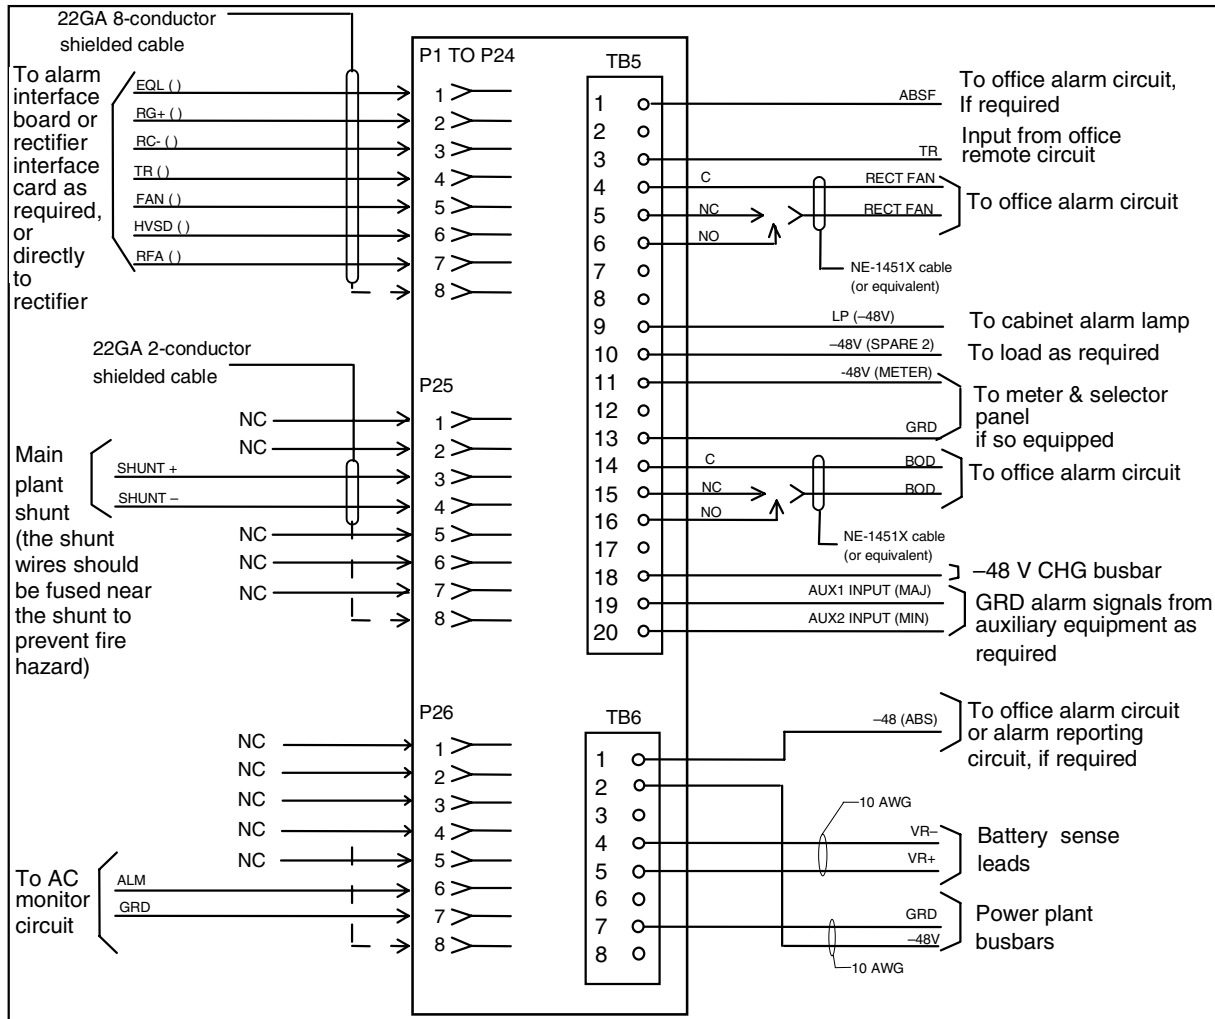 22GA 8-conductor
shielded cable
To alarm
interface
board or
rectifier
interface
card as
required,
or
directly
to
rectifier
EQL ( )
RG+ ( )
RC- ( )
TR ( )
FAN ( )
HVSD ( )
RFA ( )
P1 TO P24
1
2
3
4
5
6
7
8
22GA 2-conductor
shielded cable
Main
plant
shunt
(the shunt
wires should
be fused near
the shunt to
prevent fire
hazard)
NC
NC
SHUNT +
SHUNT –
NC
NC
NC
P25
1
2
3
4
5
6
7
8
NC
NC
NC
NC
NC
To AC
monitor
circuit
ALM
GRD
P26
1
2
3
4
5
6
7
8
TB5
1
2
3
4
5
6
7
8
9
10
11
12
13
14
15
16
17
18
19
20
ABSF
To office alarm circuit,
If required
TR
Input from office
remote circuit
C
RECT FAN
NC
RECT FAN
NO
To office alarm circuit
NE-1451X cable
(or equivalent)
LP (–48V)
To cabinet alarm lamp
–48V (SPARE 2)
To load as required
-48V (METER)
GRD
To meter & selector
panel
if so equipped
C
BOD
NC
BOD
NO
To office alarm circuit
NE-1451X cable
(or equivalent)
–48 V CHG busbar
AUX1 INPUT (MAJ)
AUX2 INPUT (MIN)
GRD alarm signals from
auxiliary equipment as
required
TB6
1
2
3
4
5
6
7
8
–48 (ABS)
To office alarm circuit
or alarm reporting
circuit, if required
10 AWG
VR–
VR+
Battery sense
leads
GRD
–48V
Power plant
busbars
10 AWG